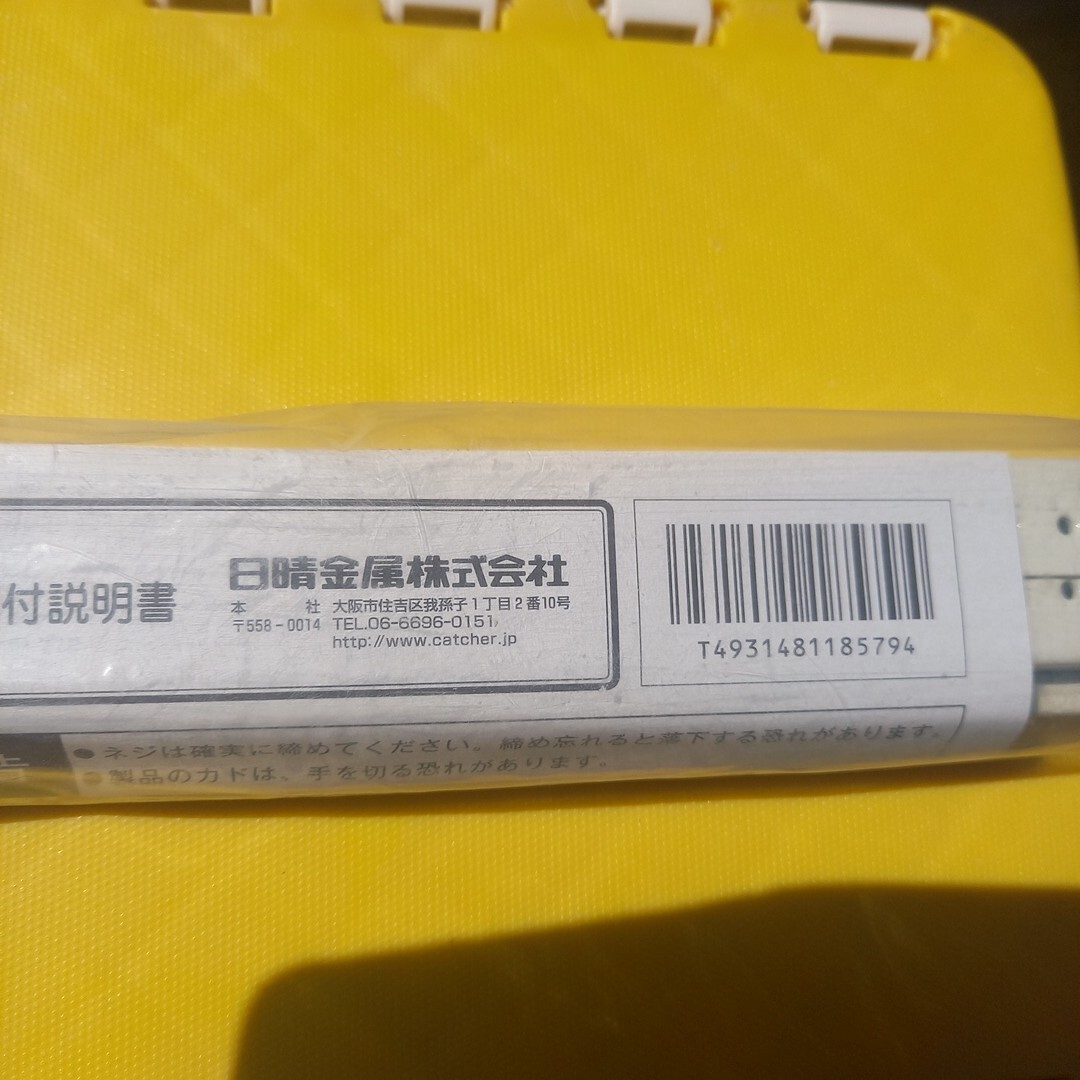 付説明書
日晴金属株式会社
本　　社 大阪市住吉区我孫子1丁目2番10号
〒558-0014 TEL.06-6696-0151
http://www.catcher.jp
T4931481185794
●ネジは確実に締めてください。締め忘れると落下する恐れがあります。
●製品のカドは、手を切る恐れがあります。